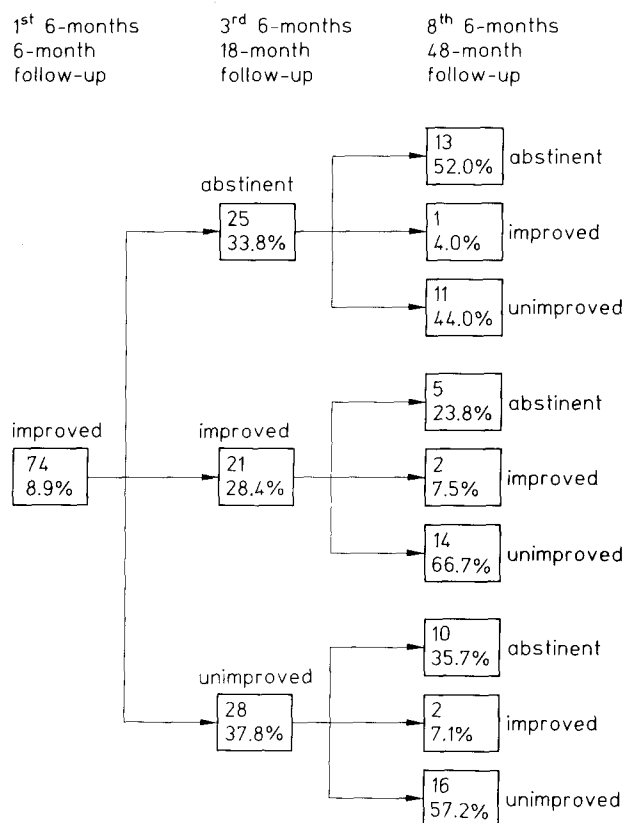 1st 6-months
6-month
follow-up
3rd 6-months
18-month
follow-up
8th 6-months
48-month
follow-up
improved
74
8.9%
abstinent
25
33.8%
improved
21
28.4%
unimproved
28
37.8%
13
52.0%
abstinent
1
4.0%
improved
11
44.0%
unimproved
5
23.8%
abstinent
2
7.5%
improved
14
66.7%
unimproved
10
35.7%
abstinent
2
7.1%
improved
16
57.2%
unimproved